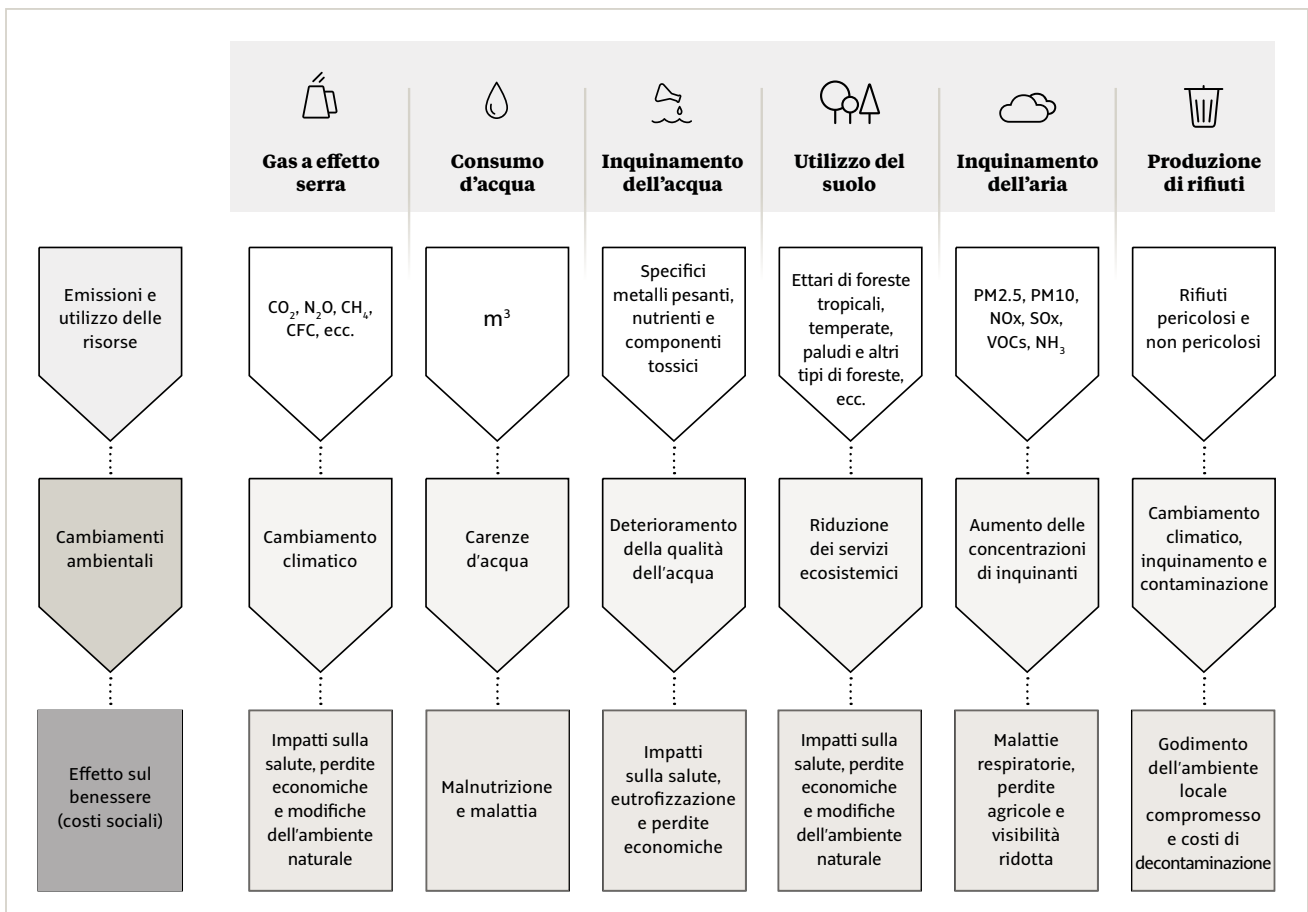 Gas a effetto
serra
Consumo
d’acqua
Inquinamento
dell’acqua
Utilizzo del
suolo
Inquinamento
dell’aria
Produzione
di rifiuti
Emissioni e
utilizzo delle
risorse
CO₂, N₂O, CH₄,
CFC, ecc.
m³
Specifici
metalli pesanti,
nutrienti e
componenti
tossici
Ettari di foreste
tropicali,
temperate,
paludi e altri
tipi di foreste,
ecc.
PM2.5, PM10,
NOx, SOx,
VOCs, NH₃
Rifiuti
pericolosi e
non pericolosi
Cambiamenti
ambientali
Cambiamento
climatico
Carenze
d'acqua
Deterioramento
della qualità
dell'acqua
Riduzione
dei servizi
ecosistemici
Aumento delle
concentrazioni
di inquinanti
Cambiamento
climatico,
inquinamento e
contaminazione
Effetto sul
benessere
(costi sociali)
Impatti sulla
salute, perdite
economiche
e modifiche
dell'ambiente
naturale
Malnutrizione
e malattia
Impatti
sulla salute,
eutrofizzazione
e perdite
economiche
Impatti sulla
salute, perdite
economiche
e modifiche
dell'ambiente
naturale
Malattie
respiratorie,
perdite
agricole e
visibilità
ridotta
Godimento
dell'ambiente
locale
compromesso
e costi di
decontaminazione